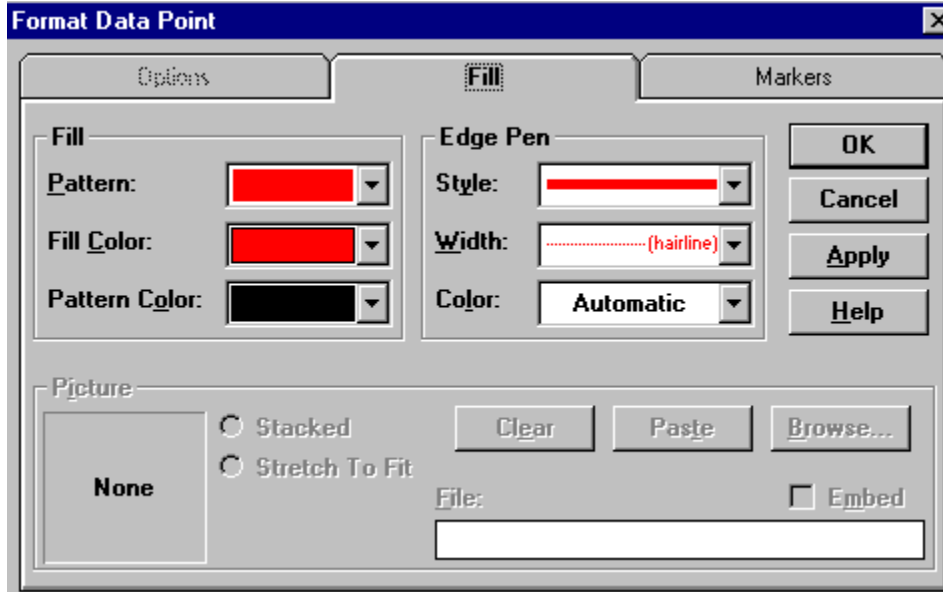 Format Data Point
Options Fill Markers
Fill Edge Pen OK
Pattern: Style: Cancel
Fill Color: Width: (hairline) Apply
Pattern Color: Color: Automatic Help
Picture
None
Stacked Clear Paste Browse...
Stretch To Fit
File: Embed